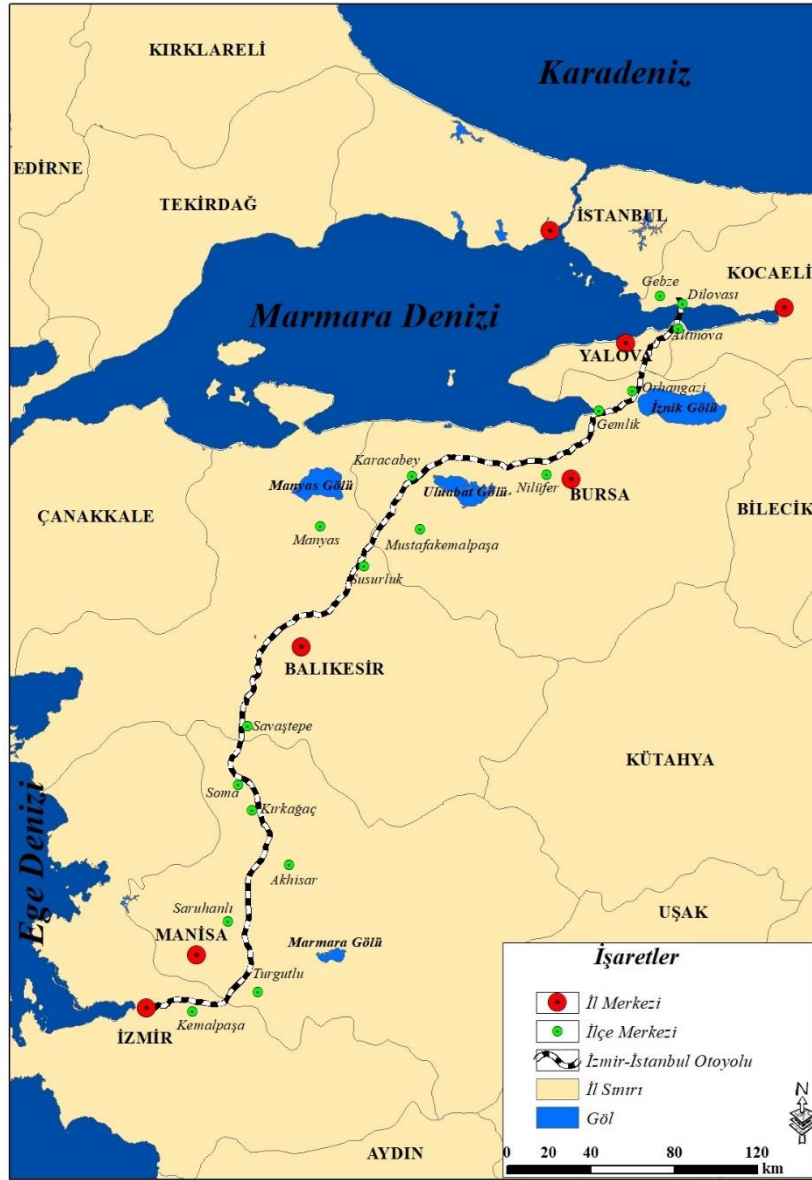 KIRKLARELİ
Karadeniz
EDİRNE
TEKİRDAĞ
İSTANBUL
KOCAELİ
Gebze
Dilovası
Marmara Denizi
Altınova
YALOVA
Orhangazi
İznik Gölü
Gemlik
Karacabey
Manyas Gölü
Uluabat Gölü
Nilüfer
BURSA
ÇANAKKALE
BİLECİK
Manyas
Mustafakemalpaşa
Susurluk
BALIKESİR
Savaştepe
KÜTAHYA
Soma
Kırkağaç
Ege Denizi
Akhisar
Saruhanlı
UŞAK
MANİSA
Marmara Gölü
Turgutlu
Kemalpaşa
İZMİR
AYDIN
İşaretler
İl Merkezi
İlçe Merkezi
İzmir-İstanbul Otoyolu
İl Sınırı
Göl
N
0 20 40 80 120
km